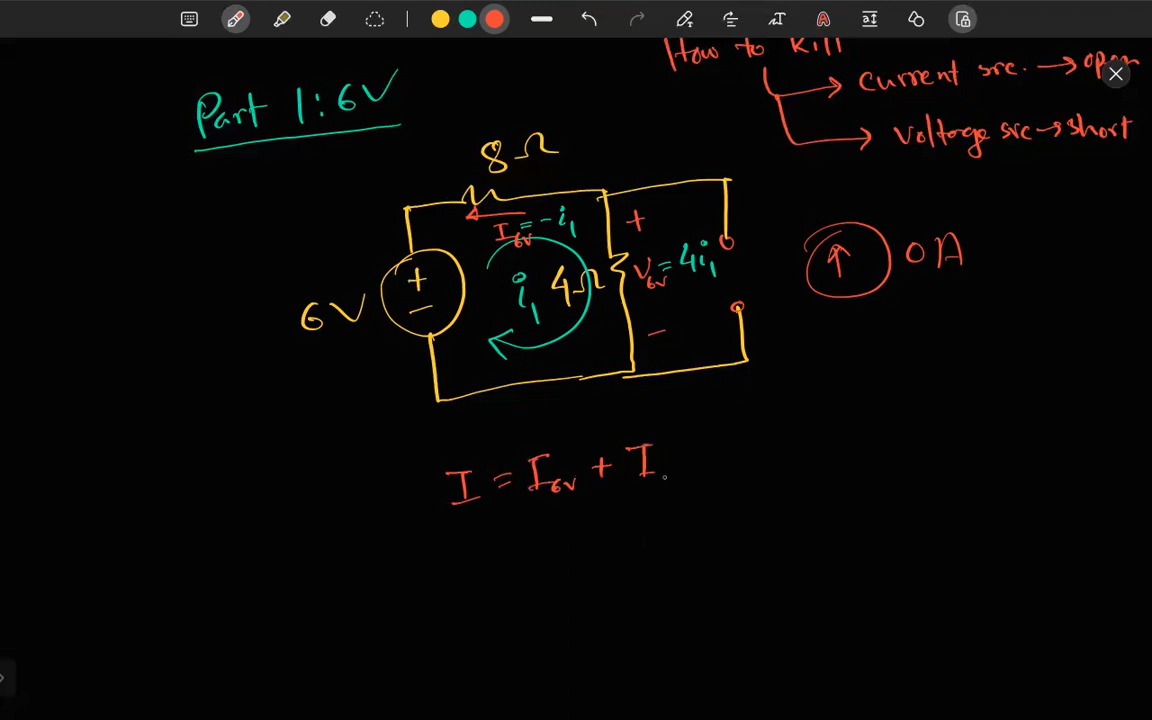 How to Kill
Current src. → open
Voltage src → short
Part 1: 6V
8Ω
I6V = -i1
+
6V
+
−
i1
4Ω
V6V = 4i1
−
↑ 0A
I = I6V + I